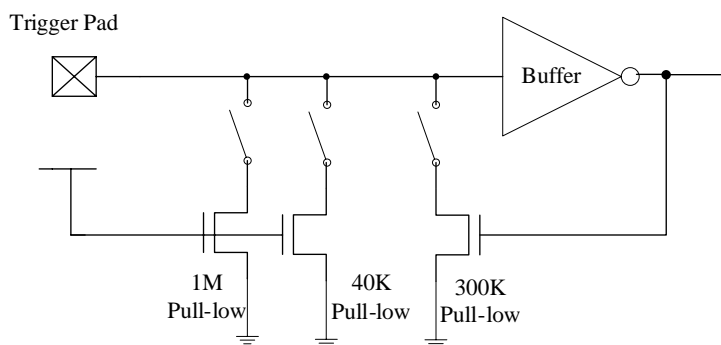 Trigger Pad
Buffer
1M
Pull-low
40K
Pull-low
300K
Pull-low